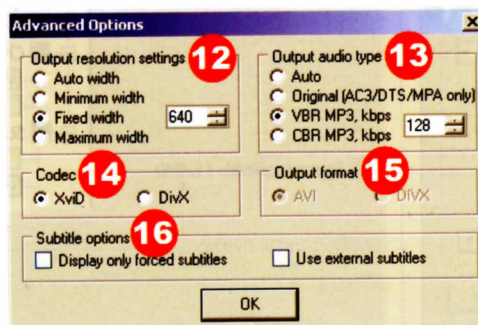 Advanced Options
Output resolution settings 12
Auto width
Minimum width
Fixed width 640
Maximum width
Output audio type 13
Auto
Original (AC3/DTS/MPA only)
VBR MP3, kbps 128
CBR MP3, kbps
Codec 14
XviD DivX
Output format 15
AVI DIVX
Subtitle options 16
Display only forced subtitles Use external subtitles
OK